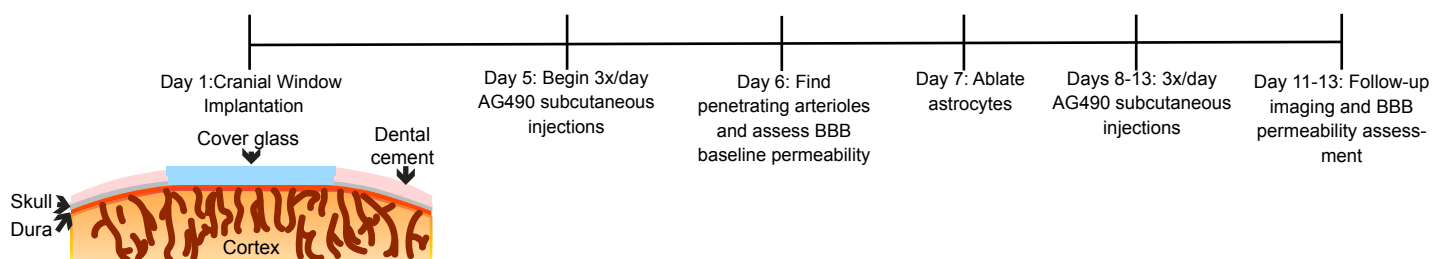 Day 1:Cranial Window
Implantation
Day 5: Begin 3x/day
AG490 subcutaneous
injections
Day 6: Find
penetrating arterioles
and assess BBB
baseline permeability
Day 7: Ablate
astrocytes
Days 8-13: 3x/day
AG490 subcutaneous
injections
Day 11-13: Follow-up
imaging and BBB
permeability assess-
ment
Cover glass
Dental
cement
Skull
Dura
Cortex